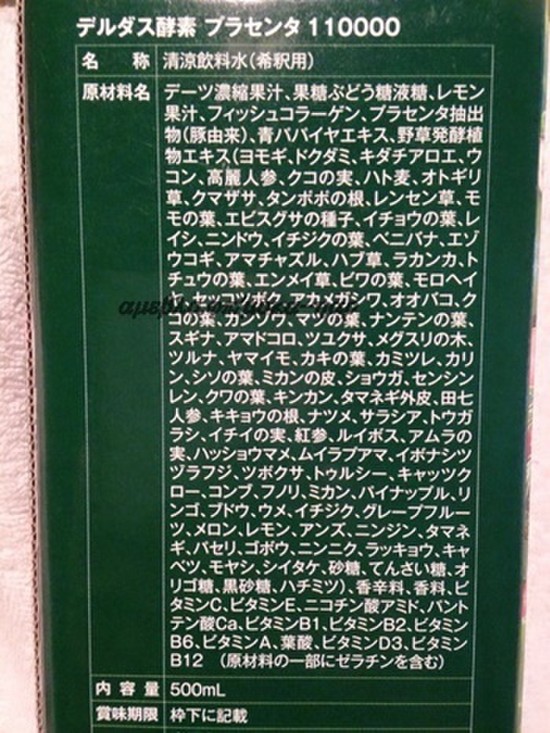 デルダス酵素 プラセンタ 110000
名 称 清涼飲料水(希釈用)
原材料名 デーツ濃縮果汁、果糖ぶどう糖液糖、レモン
果汁、フィッシュコラーゲン、プラセンタ抽出
物(豚由来)、青パパイヤエキス、野草発酵植
物エキス(ヨモギ、ドクダミ、キダチアロエ、ウ
コン、高麗人参、クコの実、ハト麦、オトギリ
草、クマザサ、タンポポの根、レンセン草、モ
モの葉、エビスグサの種子、イチョウの葉、レ
イシ、ニンドウ、イチジクの葉、ベニバナ、エゾ
ウコギ、アマチャズル、ハブ草、ラカンカ、ト
チュウの葉、エンメイ草、ビワの葉、モロヘイ
オオバコ、ク
コの葉、カンゾウ、マツの葉、ナンテンの葉、
スギナ、アマドコロ、ツユクサ、メグスリの木、
ツルナ、ヤマイモ、カキの葉、カミツレ、カリ
ン、シソの葉、ミカンの皮、ショウガ、センシン
レン、クワの葉、キンカン、タマネギ外皮、田七
人参、キキョウの根、ナツメ、サラシア、トウガ
ラシ、イチイの実、紅参、ルイボス、アムラの
実、ハッショウマメ、ムイラプアマ、イボナシツ
ヅラフジ、ツボクサ、トゥルシー、キャッツク
ロー、コンブ、フノリ、ミカン、パイナップル、リ
ンゴ、ブドウ、ウメ、イチジク、グレープフルー
ツ、メロン、レモン、アンズ、ニンジン、タマネ
ギ、パセリ、ゴボウ、ニンニク、ラッキョウ、キャ
ベツ、モヤシ、シイタケ、砂糖、てんさい糖、オ
リゴ糖、黒砂糖、ハチミツ)、香辛料、香料、ビ
タミンC、ビタミンE、ニコチン酸アミド、パント
テン酸Ca、ビタミンB1、ビタミンB2、ビタミン
B6、ビタミンA、葉酸、ビタミンD3、ビタミン
B12 (原材料の一部にゼラチンを含む)
内 容 量 500mL
賞味期限 枠下に記載